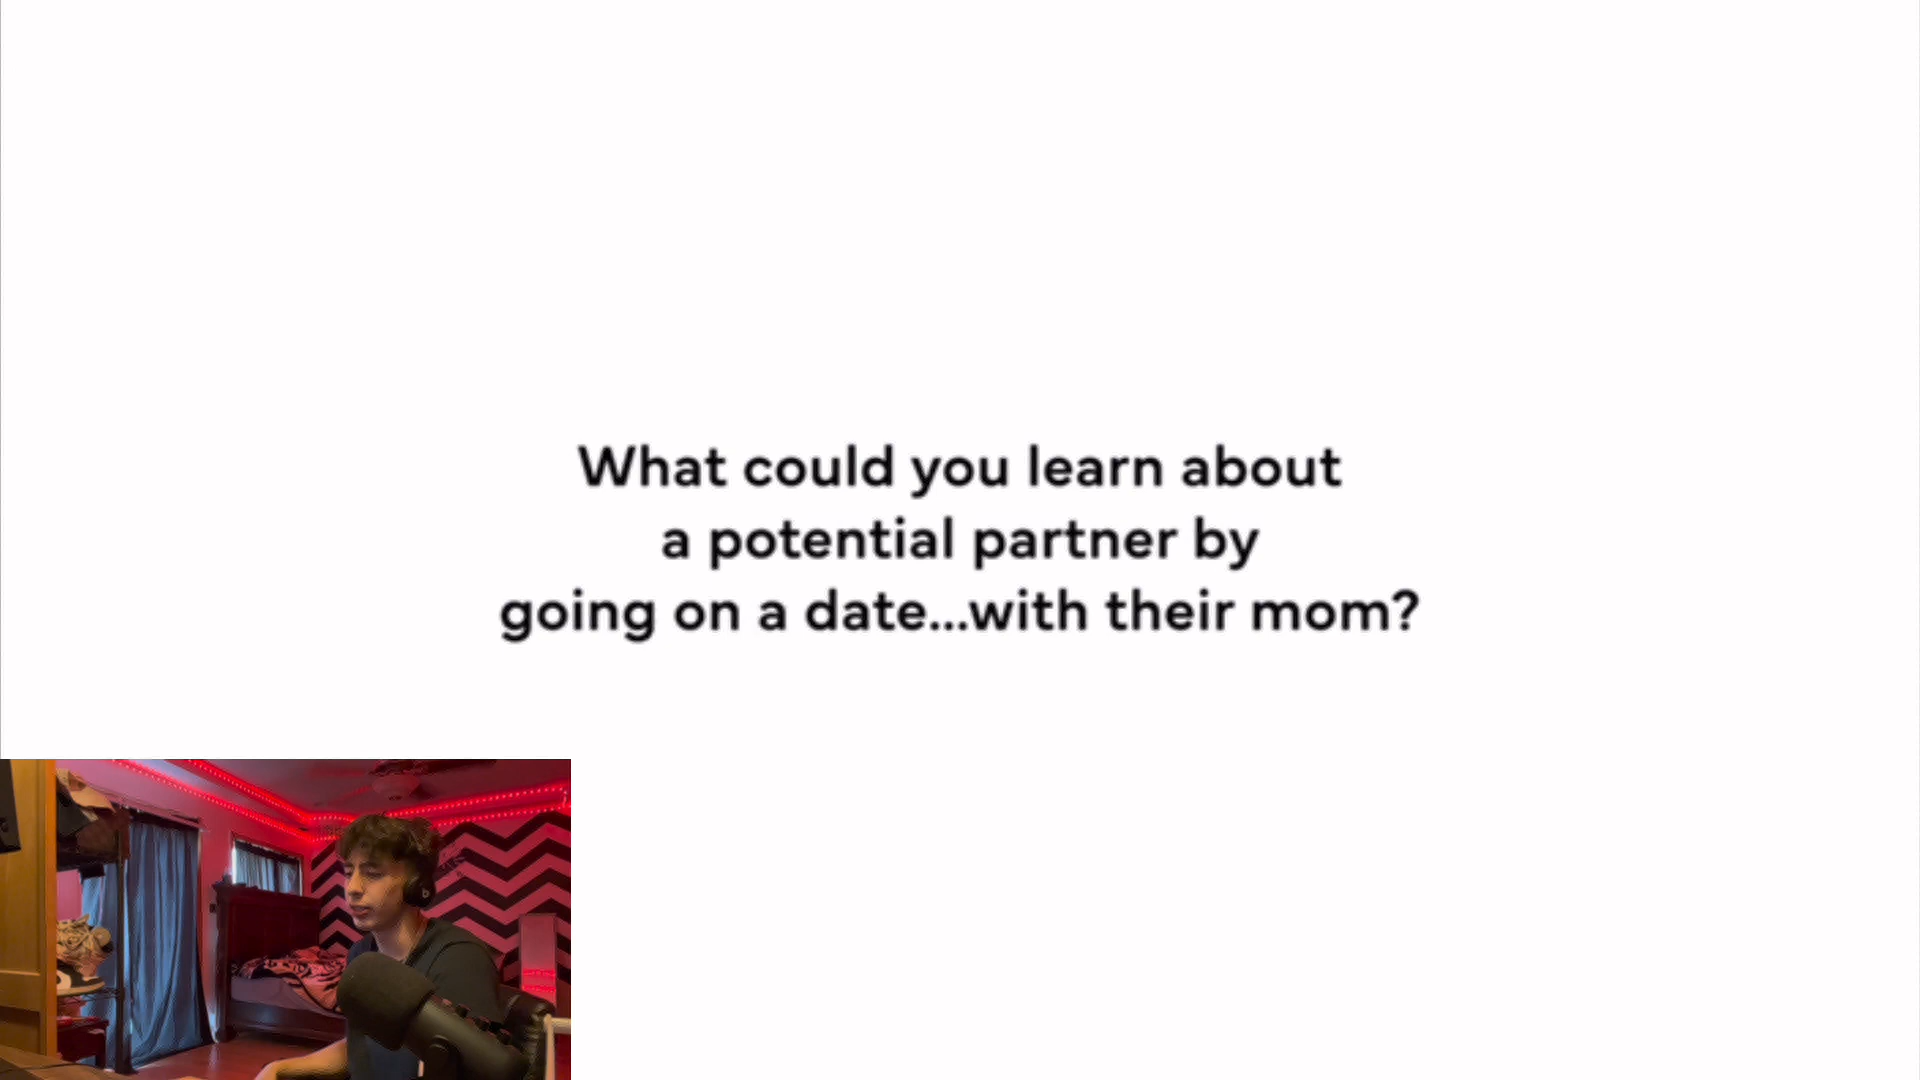 What could you learn about
a potential partner by
going on a date...with their mom?
b